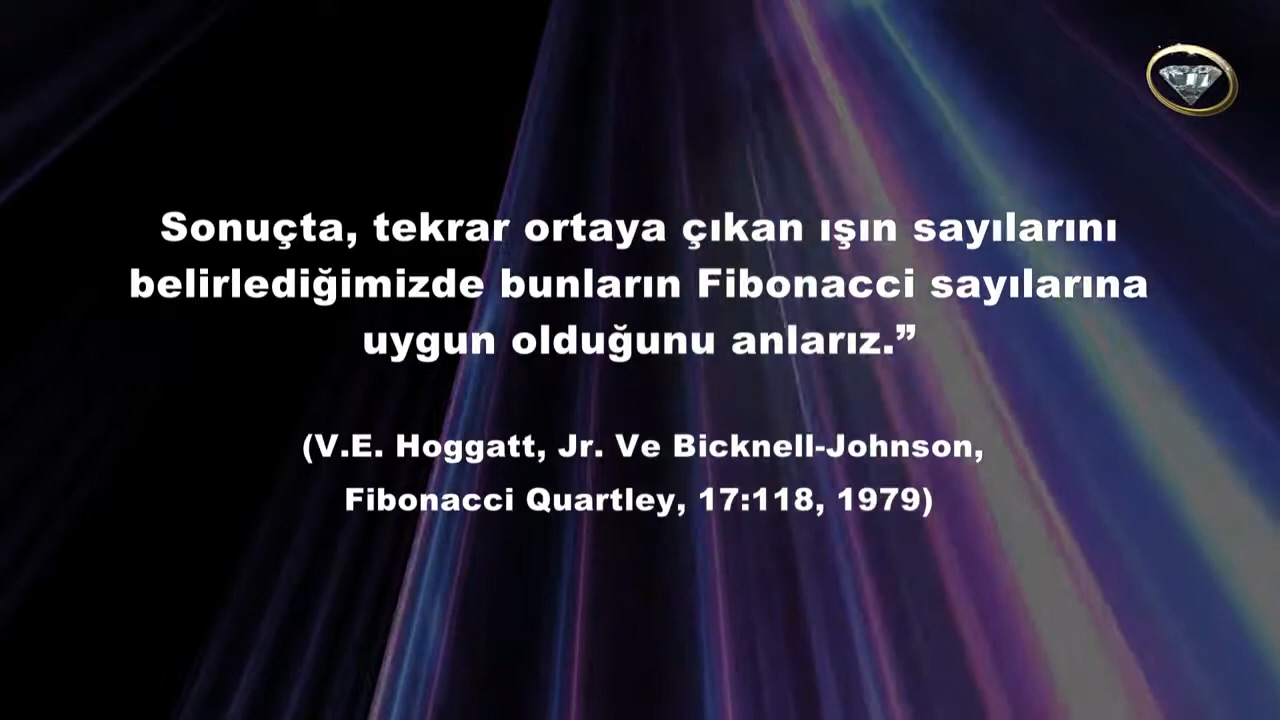 Sonuçta, tekrar ortaya çıkan ışın sayılarını
belirlediğimizde bunların Fibonacci sayılarına
uygun olduğunu anlarız.”
(V.E. Hoggatt, Jr. Ve Bicknell-Johnson,
Fibonacci Quartley, 17:118, 1979)